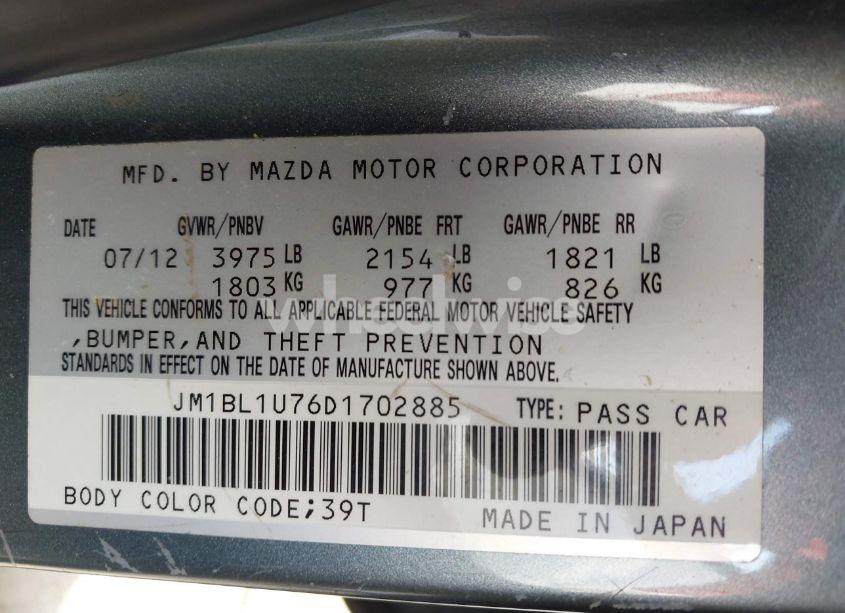 MFD. BY MAZDA MOTOR CORPORATION
DATE GVWR/PNBV GAWR/PNBE FRT GAWR/PNBE RR
07/12 3975 LB 2154 LB 1821 LB
1803 KG 977 KG 826 KG
THIS VEHICLE CONFORMS TO ALL APPLICABLE FEDERAL MOTOR VEHICLE SAFETY
,BUMPER,AND THEFT PREVENTION
STANDARDS IN EFFECT ON THE DATE OF MANUFACTURE SHOWN ABOVE.
JM1BL1U76D1702885 TYPE: PASS CAR
BODY COLOR CODE;39T
MADE IN JAPAN
wheelwise